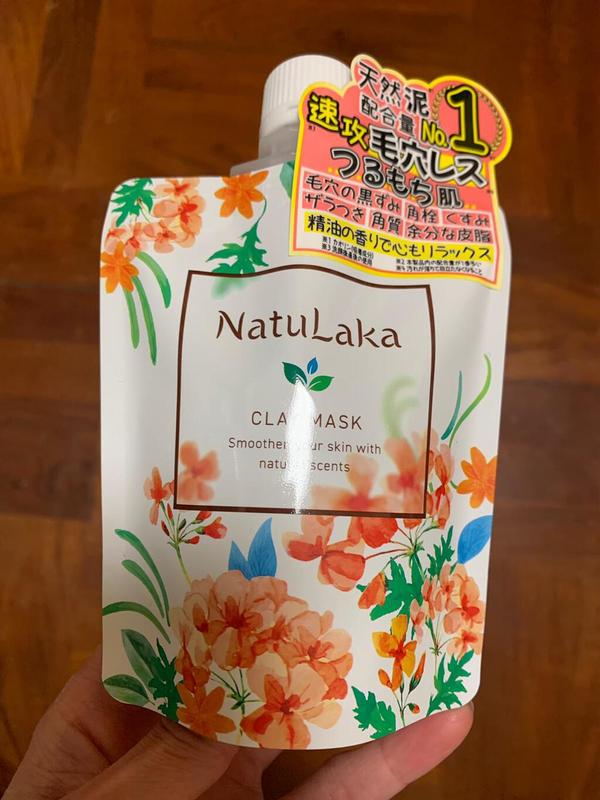 天然泥
配合量 No.1
※1
速攻毛穴レス
つるもち肌
毛穴の黒ずみ 角栓 くすみ
ザラつき 角質 余分な皮脂
精油の香りで心もリラックス
NatuLaka
CLAY MASK
Smoothen your skin with
natural scents